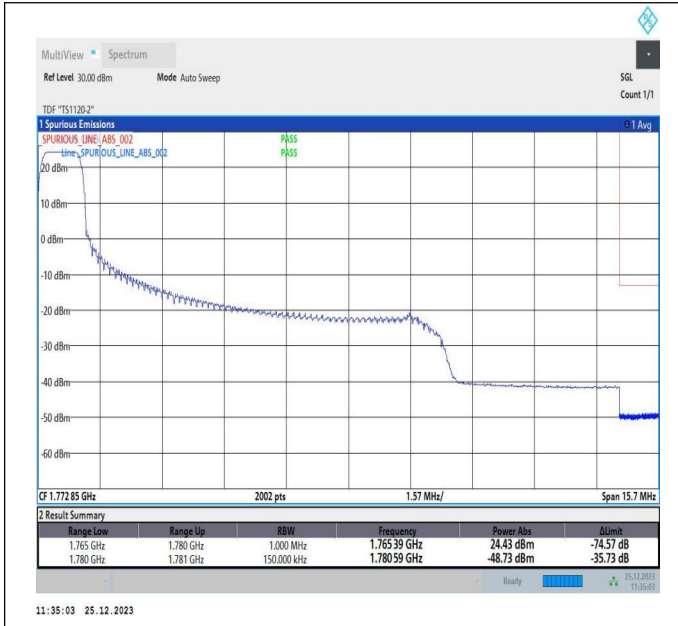 R S
MultiView Spectrum
Ref Level 30.00 dBm Mode Auto Sweep SGL
Count 1/1
TDF "TS1120-2"
1 Spurious Emissions 1 Avg
SPURIOUS_LINE_ABS_002 PASS
Line _SPURIOUS_LINE_ABS_002 PASS
20 dBm
10 dBm
0 dBm
-10 dBm
-20 dBm
-30 dBm
-40 dBm
-50 dBm
-60 dBm
CF 1.772 85 GHz 2002 pts 1.57 MHz/ Span 15.7 MHz
2 Result Summary
Range Low Range Up RBW Frequency Power Abs ΔLimit
1.765 GHz 1.780 GHz 1.000 MHz 1.765 39 GHz 24.43 dBm -74.57 dB
1.780 GHz 1.781 GHz 150.000 kHz 1.780 59 GHz -48.73 dBm -35.73 dB
Ready 25.12.2023
11:35:03
11:35:03 25.12.2023